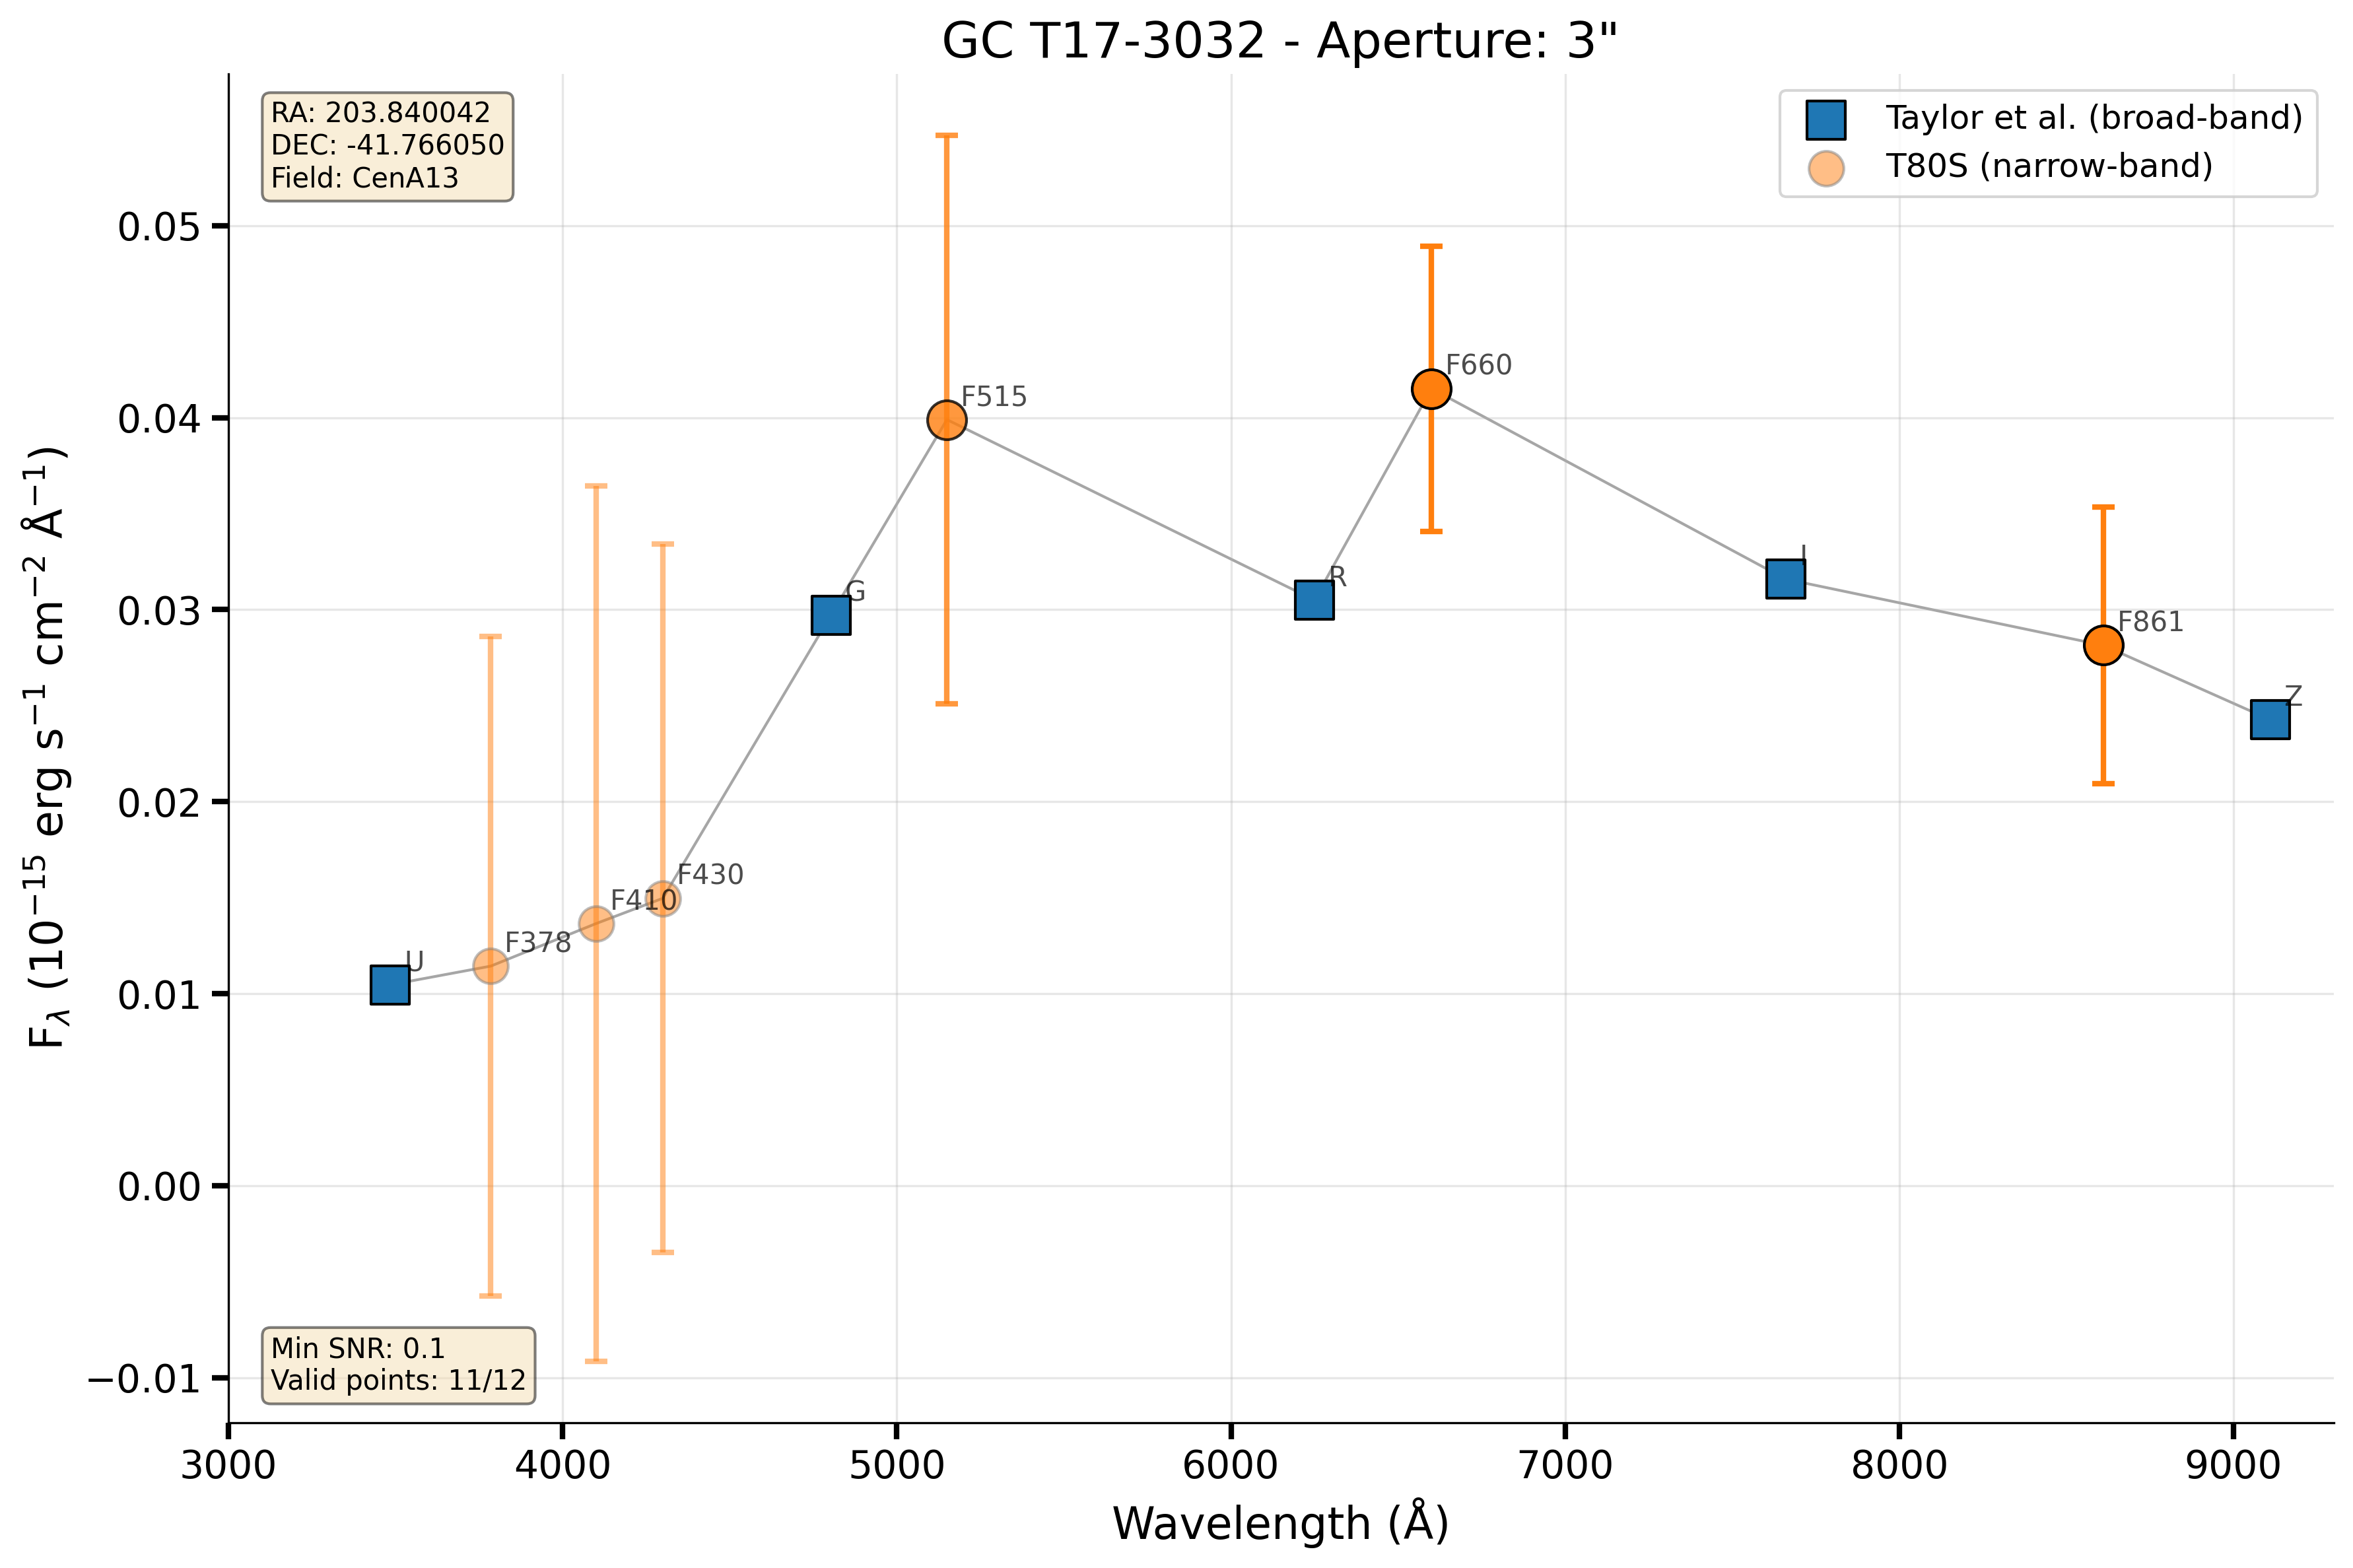 GC T17-3032 - Aperture: 3"
RA: 203.840042
DEC: -41.766050
Field: CenA13
Taylor et al. (broad-band)
T80S (narrow-band)
F_λ (10⁻¹⁵ erg s⁻¹ cm⁻² Å⁻¹)
0.05
0.04
0.03
0.02
0.01
0.00
−0.01
U
F378
F410
F430
G
F515
R
F660
I
F861
Z
Min SNR: 0.1
Valid points: 11/12
3000 4000 5000 6000 7000 8000 9000
Wavelength (Å)